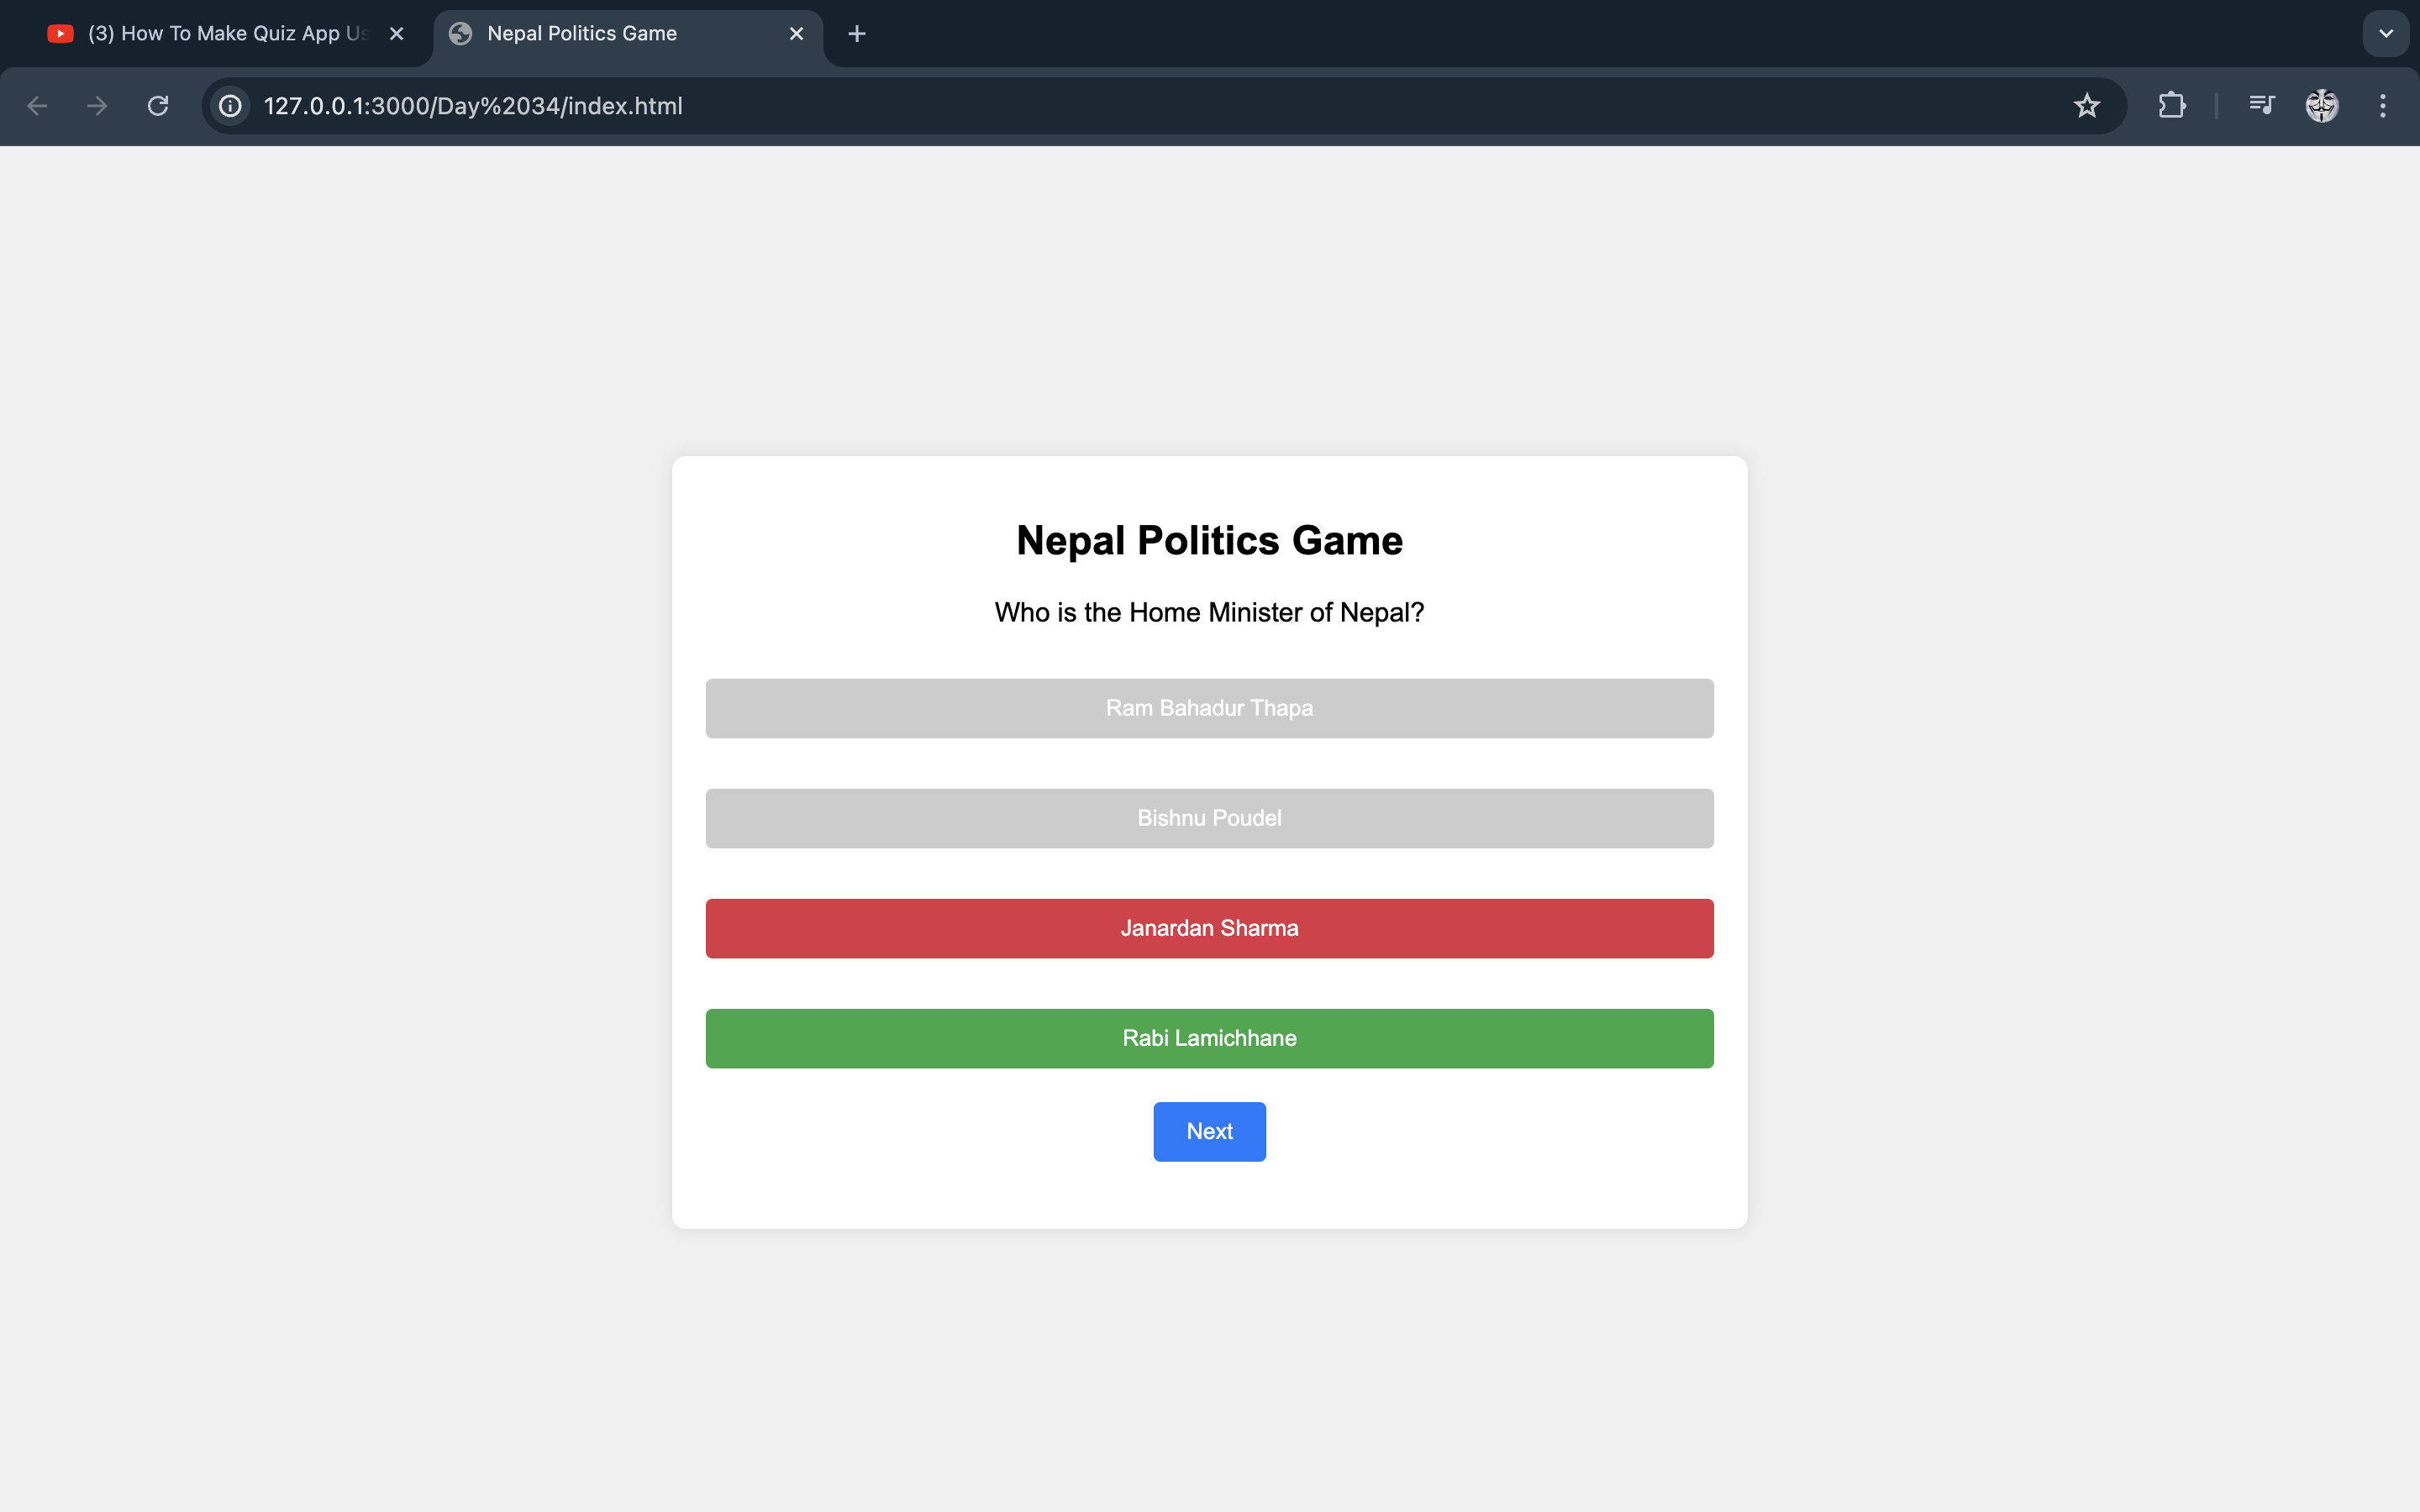 (3) How To Make Quiz App Us
Nepal Politics Game
127.0.0.1:3000/Day%2034/index.html
Nepal Politics Game
Who is the Home Minister of Nepal?
Ram Bahadur Thapa
Bishnu Poudel
Janardan Sharma
Rabi Lamichhane
Next